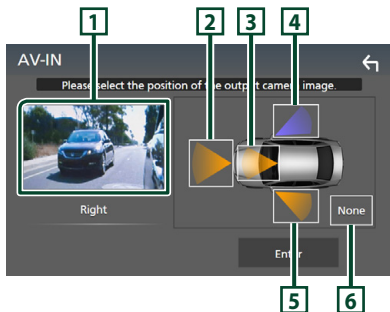 1 2 3 4
AV-IN
Please select the position of the output camera image.
Right
None
Enter
5 6